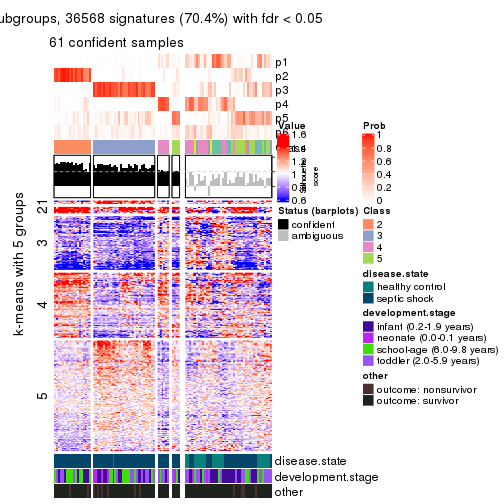 ubgroups, 36568 signatures (70.4%) with fdr < 0.05
61 confident samples
p1
p2
p3
p4
p5
k-means with 5 groups
21
3
4
5
Value
1.6
1.2
0.8
0.6
score
Status (barplots)
confident
ambiguous
Prob
1
0.8
0.6
0.4
0.2
0
Class
2
3
4
5
disease.state
healthy control
septic shock
development.stage
infant (0.2-1.9 years)
neonate (0.0-0.1 years)
school-age (6.0-9.8 years)
toddler (2.0-5.9 years)
other
outcome: nonsurvivor
outcome: survivor
disease.state
development.stage
other